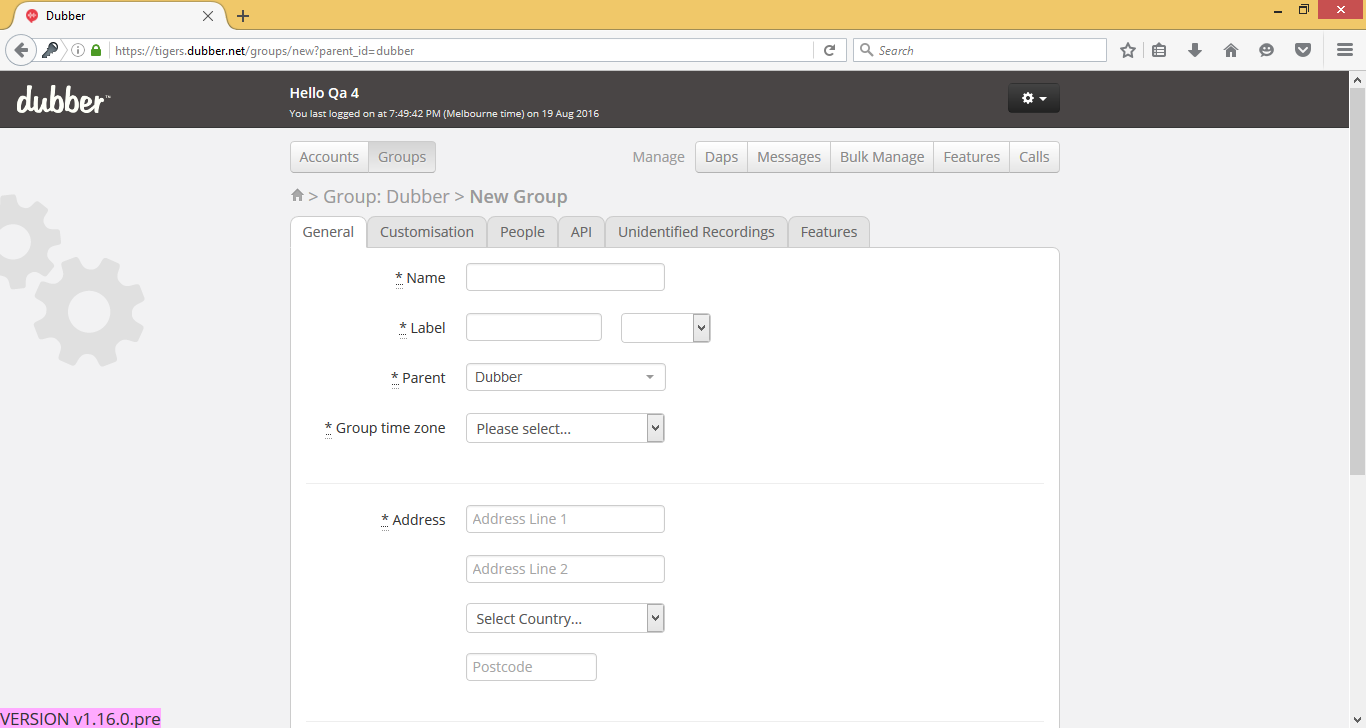 Dubber
https://tigers.dubber.net/groups/new?parent_id=dubber
Search
dubber™
Hello Qa 4
You last logged on at 7:49:42 PM (Melbourne time) on 19 Aug 2016
Accounts Groups Manage Daps Messages Bulk Manage Features Calls
> Group: Dubber > New Group
General Customisation People API Unidentified Recordings Features
* Name
* Label
* Parent Dubber
* Group time zone Please select...
* Address Address Line 1
Address Line 2
Select Country...
Postcode
VERSION v1.16.0.pre